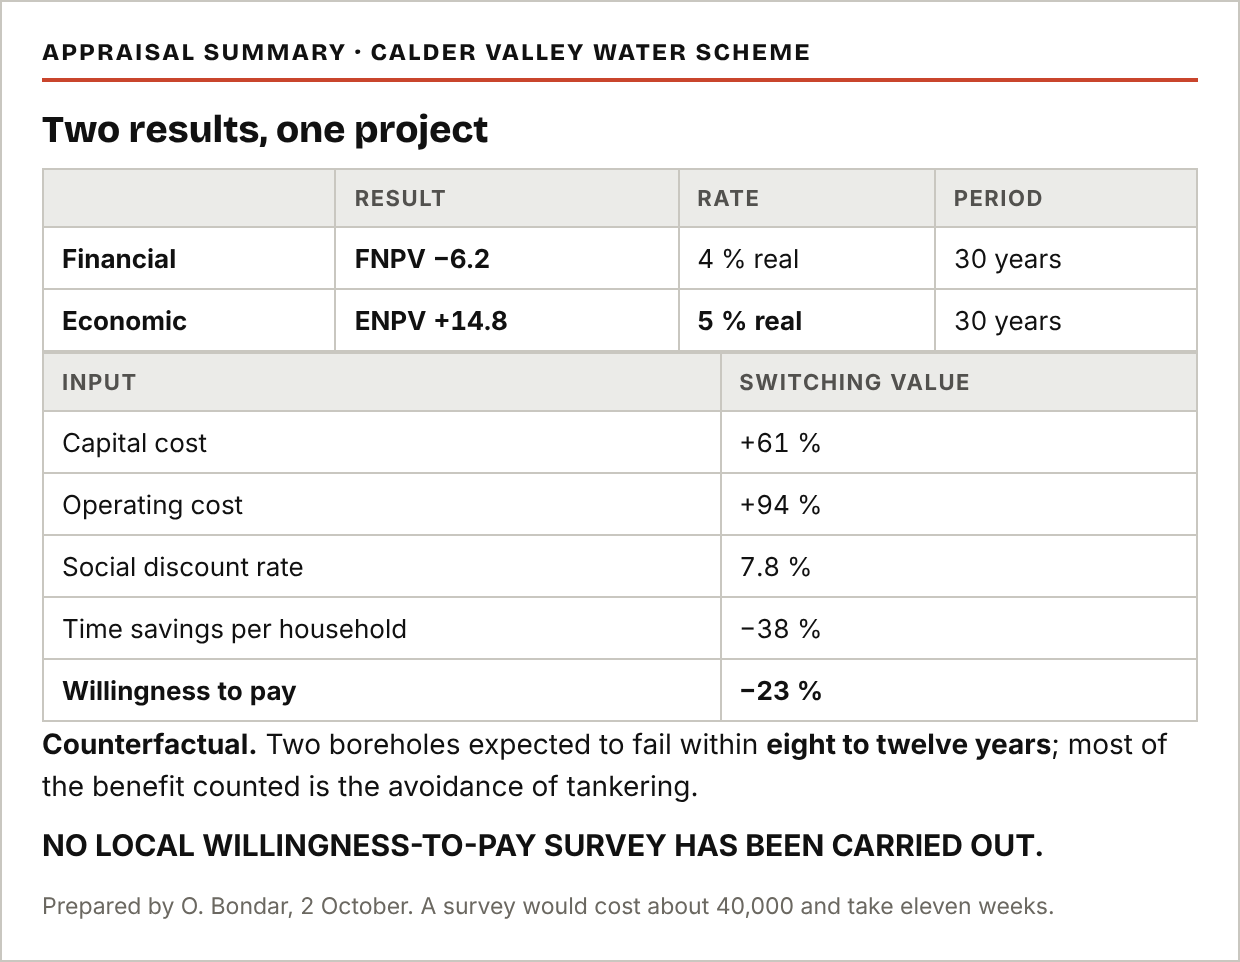 APPRAISAL SUMMARY · CALDER VALLEY WATER SCHEME
Two results, one project
RESULT RATE PERIOD
Financial FNPV −6.2 4 % real 30 years
Economic ENPV +14.8 5 % real 30 years
INPUT SWITCHING VALUE
Capital cost +61 %
Operating cost +94 %
Social discount rate 7.8 %
Time savings per household −38 %
Willingness to pay −23 %
Counterfactual. Two boreholes expected to fail within eight to twelve years; most of
the benefit counted is the avoidance of tankering.
NO LOCAL WILLINGNESS-TO-PAY SURVEY HAS BEEN CARRIED OUT.
Prepared by O. Bondar, 2 October. A survey would cost about 40,000 and take eleven weeks.